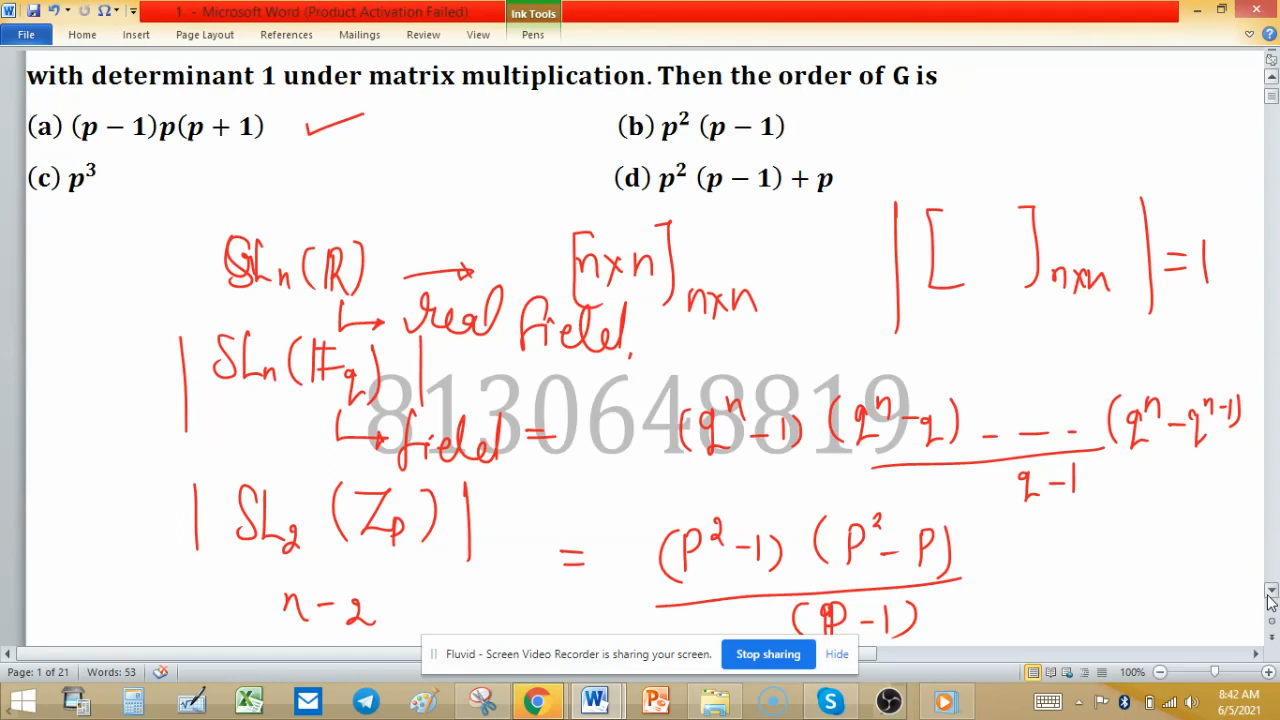 1 - Microsoft Word (Product Activation Failed)
Ink Tools
File Home Insert Page Layout References Mailings Review View Pens
with determinant 1 under matrix multiplication. Then the order of G is
(a) (p − 1)p(p + 1) ✓ (b) p² (p − 1)
(c) p³ (d) p² (p − 1) + p
SLn(R) → [n×n]n×n |[ ]n×n| = 1
↳ real field.
|SLn(Fq)|
↳ field = (qⁿ−1) (qⁿ−q) - - - (qⁿ−qⁿ⁻¹)
q−1
8130648819
|SL₂(Zp)| = (p²−1) (p²−p)
n−2 (p−1)
Fluvid - Screen Video Recorder is sharing your screen. Stop sharing Hide
Page: 1 of 21 Words: 53 100%
8:42 AM
6/5/2021